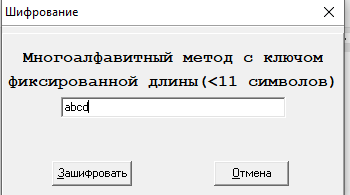 Шифрование
Многоалфавитный метод с ключом
фиксированной длины(<11 символов)
abcd
Зашифровать Отмена